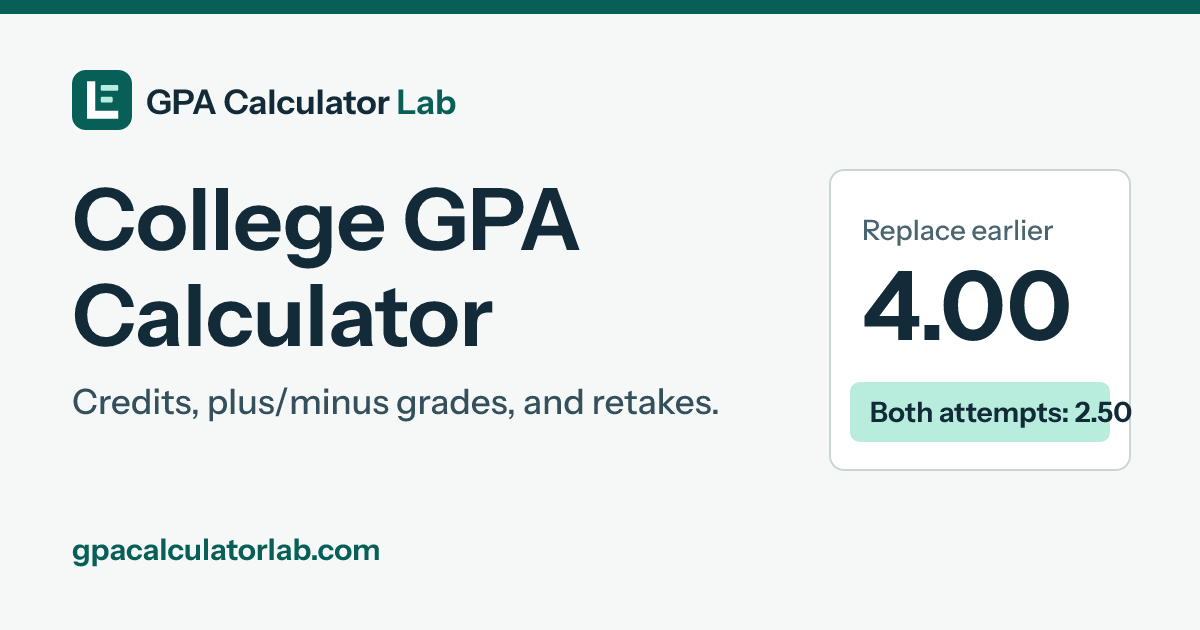 GPA Calculator Lab
College GPA
Calculator
Credits, plus/minus grades, and retakes.
Replace earlier
4.00
Both attempts: 2.50
gpacalculatorlab.com